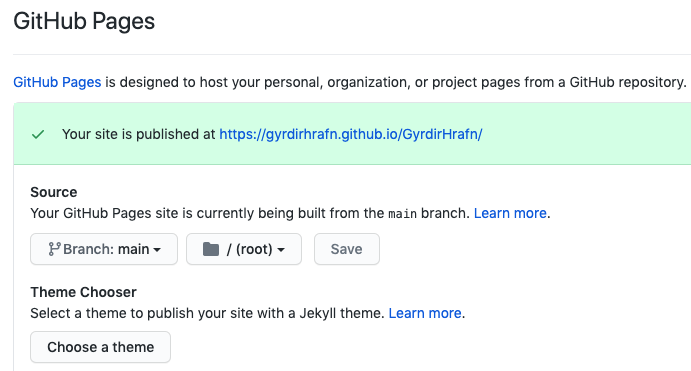 GitHub Pages
GitHub Pages is designed to host your personal, organization, or project pages from a GitHub repository.
Your site is published at https://gyrdirhrafn.github.io/GyrdirHrafn/
Source
Your GitHub Pages site is currently being built from the main branch. Learn more.
Branch: main / (root) Save
Theme Chooser
Select a theme to publish your site with a Jekyll theme. Learn more.
Choose a theme